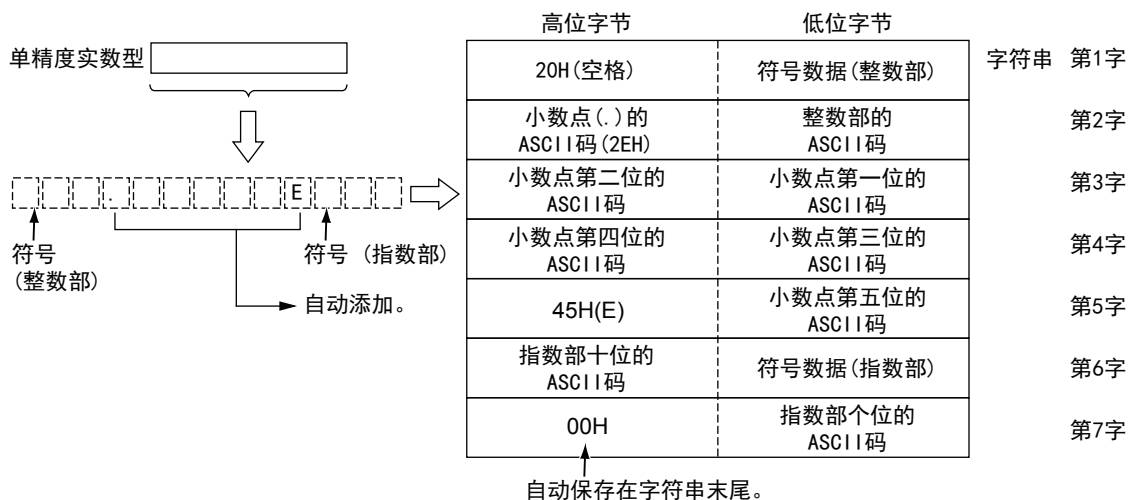 高位字节 低位字节
单精度实数型
20H(空格) 符号数据(整数部) 字符串 第1字
小数点(.)的
ASCII码(2EH)
整数部的
ASCII码
第2字
小数点第二位的
ASCII码
小数点第一位的
ASCII码
第3字
. E
符号
(整数部)
符号 (指数部)
自动添加。
小数点第四位的
ASCII码
小数点第三位的
ASCII码
第4字
45H(E)
小数点第五位的
ASCII码
第5字
指数部十位的
ASCII码
符号数据(指数部)
第6字
00H
指数部个位的
ASCII码
第7字
自动保存在字符串末尾。